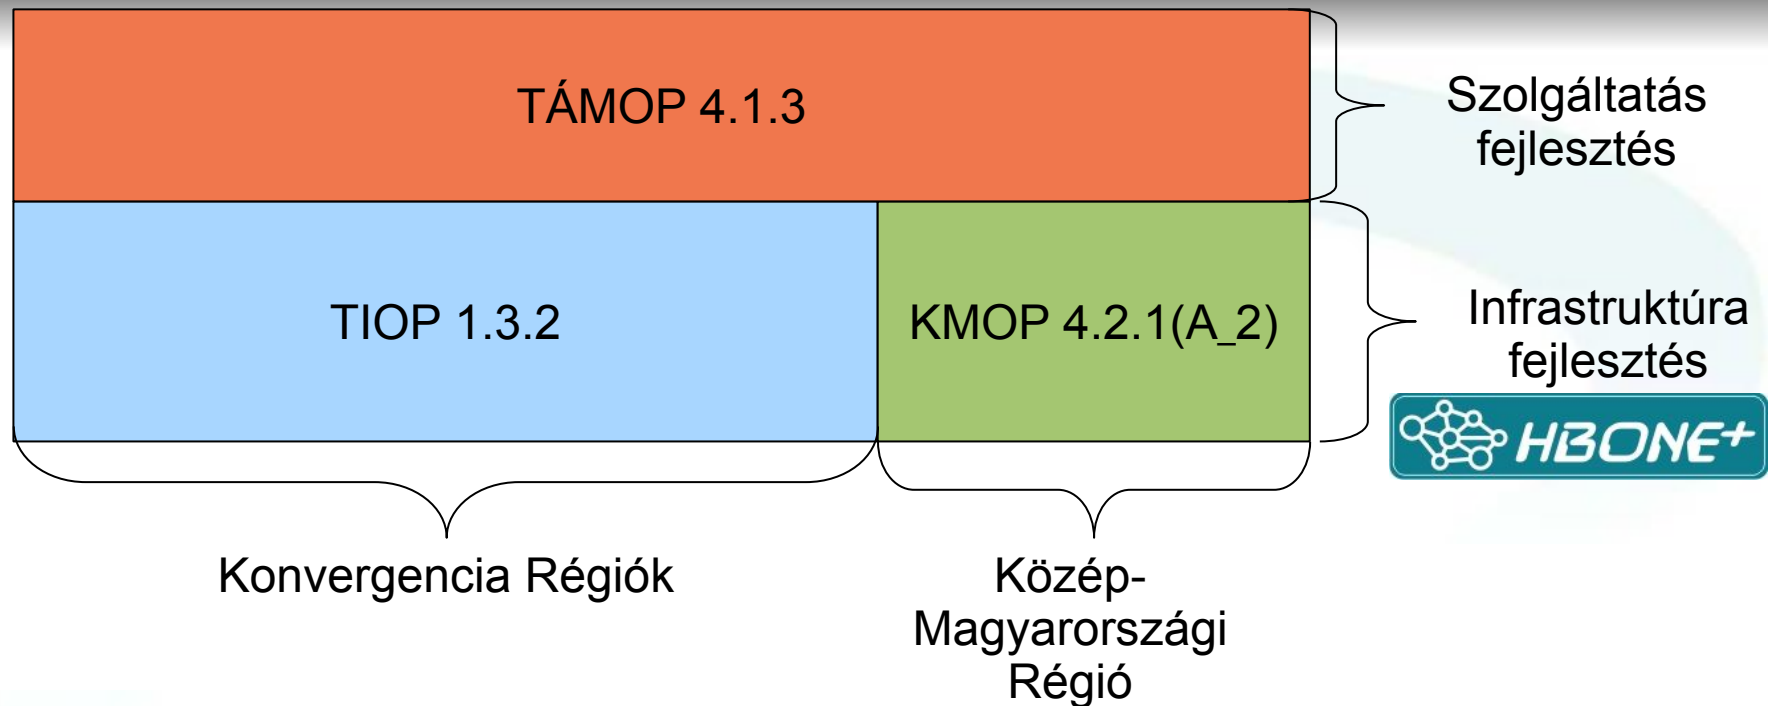 TÁMOP 4.1.3
Szolgáltatás
fejlesztés
TIOP 1.3.2
KMOP 4.2.1(A_2)
Infrastruktúra
fejlesztés
HBONE+
Konvergencia Régiók
Közép-
Magyarországi
Régió